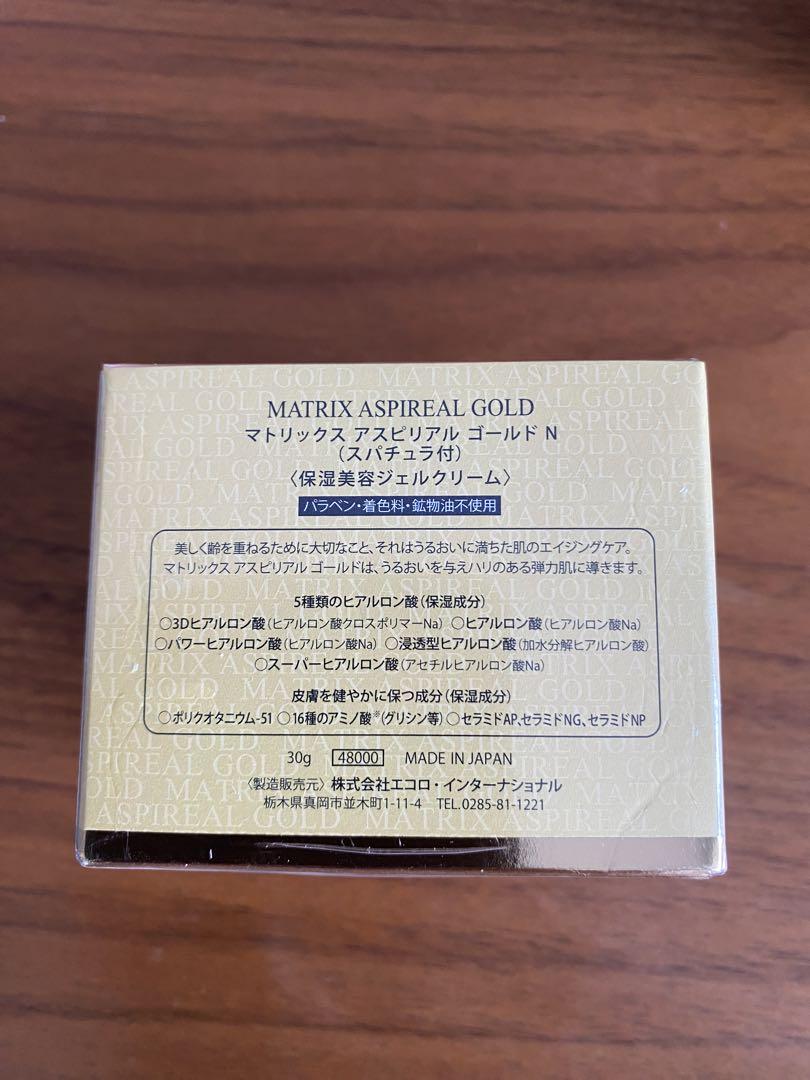 MATRIX ASPIREAL GOLD
マトリックス アスピリアル ゴールド N
(スパチュラ付)
〈保湿美容ジェルクリーム〉
パラベン・着色料・鉱物油不使用
美しく齢を重ねるために大切なこと、それはうるおいに満ちた肌のエイジングケア。
マトリックス アスピリアル ゴールドは、うるおいを与えハリのある弾力肌に導きます。
5種類のヒアルロン酸(保湿成分)
○3Dヒアルロン酸(ヒアルロン酸クロスポリマーNa) ○ヒアルロン酸(ヒアルロン酸Na)
○パワーヒアルロン酸(ヒアルロン酸Na) ○浸透型ヒアルロン酸(加水分解ヒアルロン酸)
○スーパーヒアルロン酸(アセチルヒアルロン酸Na)
皮膚を健やかに保つ成分(保湿成分)
○ポリクオタニウム-51 ○16種のアミノ酸※(グリシン等) ○セラミドAP、セラミドNG、セラミドNP
30g 48000 MADE IN JAPAN
〈製造販売元〉株式会社エコロ・インターナショナル
栃木県真岡市並木町1-11-4 TEL.0285-81-1221